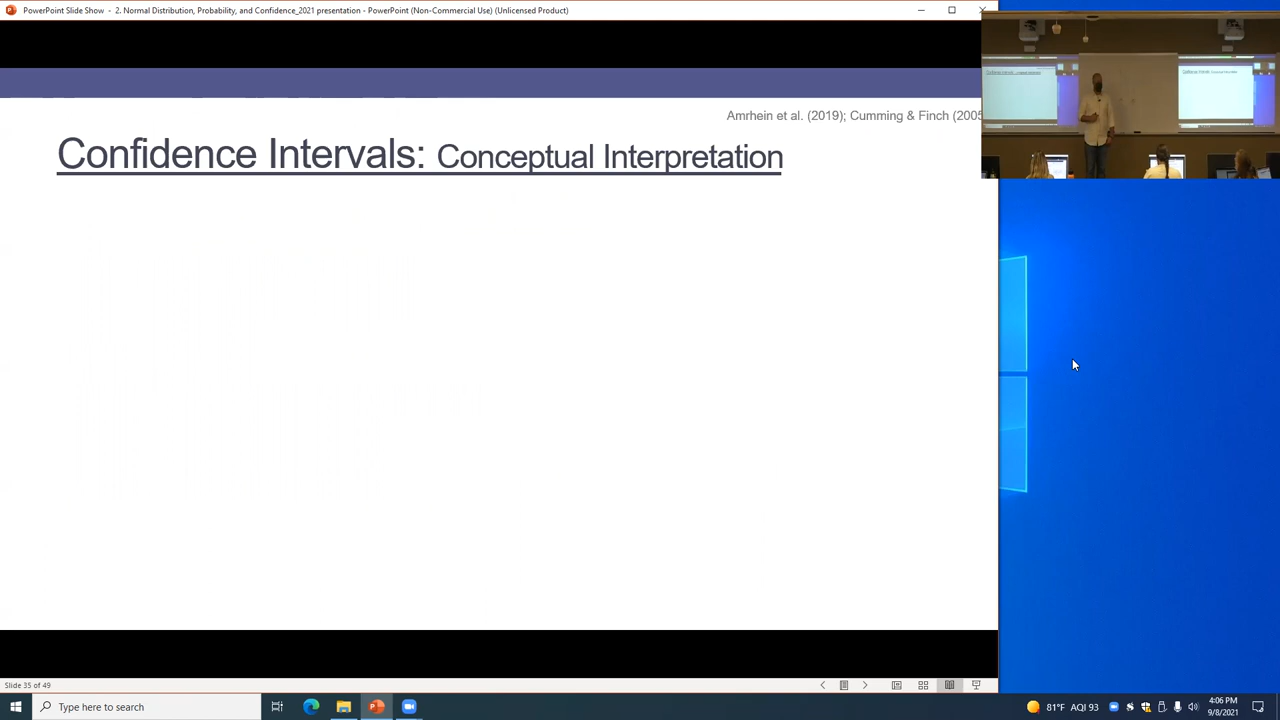 PowerPoint Slide Show - 2. Normal Distribution, Probability, and Confidence_2021 presentation - PowerPoint (Non-Commercial Use) (Unlicensed Product)
Amrhein et al. (2019); Cumming & Finch (2005
Confidence Intervals: Conceptual Interpretation
Slide 35 of 49
Type here to search
81°F AQI 93
4:06 PM
9/8/2021